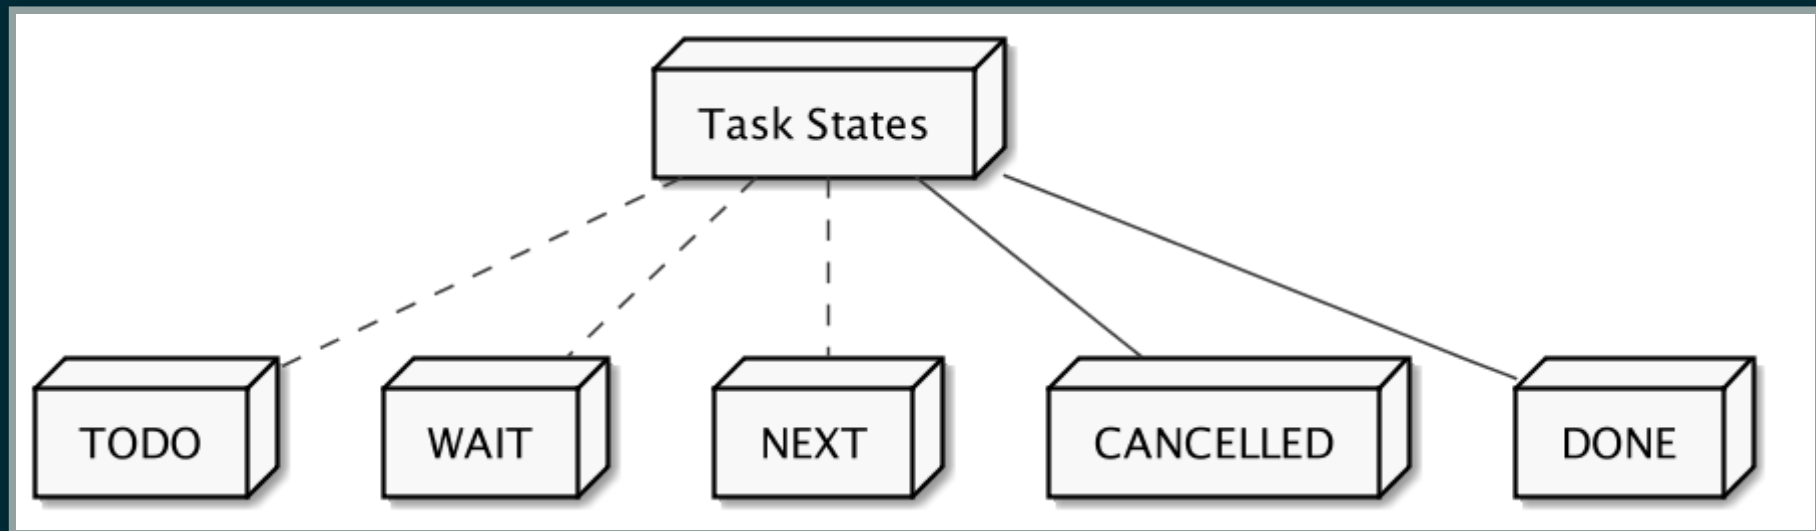 Task States
TODO
WAIT
NEXT
CANCELLED
DONE